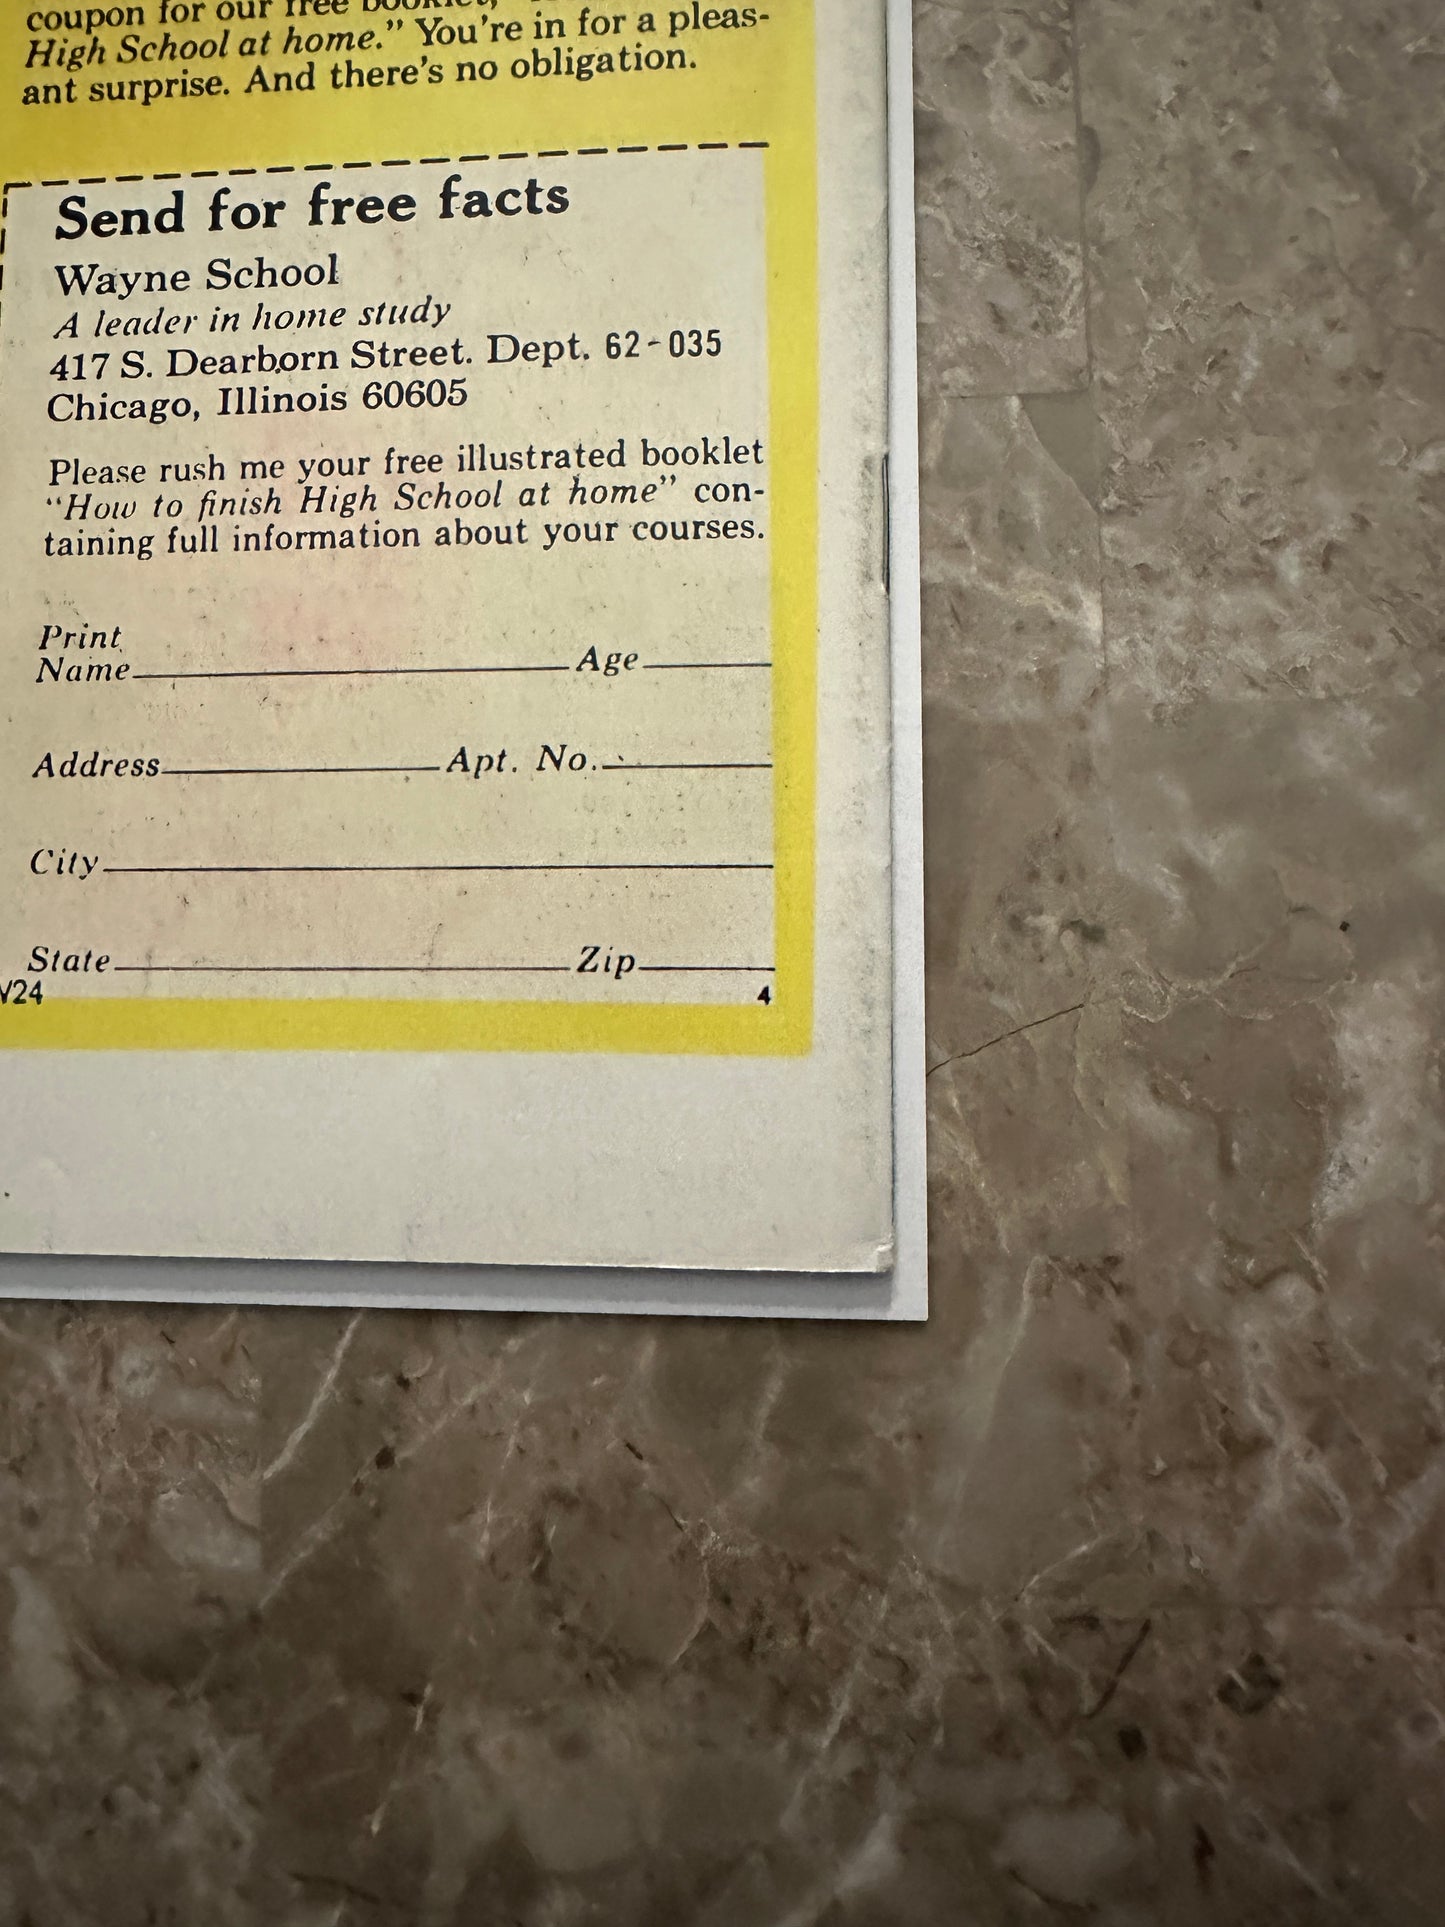 coupon for our free booklet,
High School at home." You're in for a pleas-
ant surprise. And there's no obligation.
Send for free facts
Wayne School
A leader in home study
417 S. Dearborn Street. Dept. 62-035
Chicago, Illinois 60605
Please rush me your free illustrated booklet
"How to finish High School at home" con-
taining full information about your courses.
Print
Name Age
Address Apt. No.
City
State Zip
V24 4